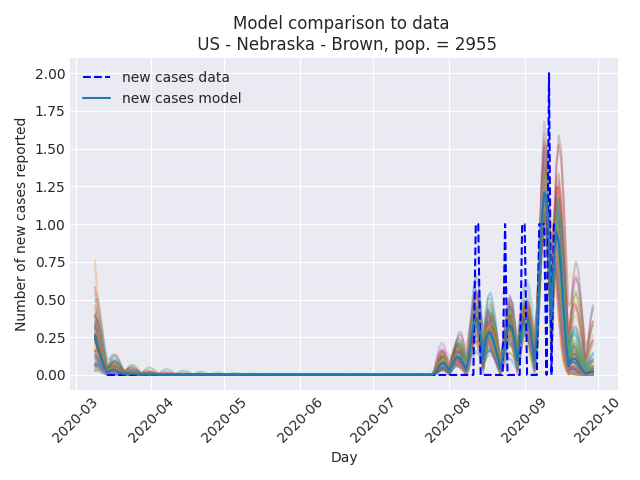 Model comparison to data
US - Nebraska - Brown, pop. = 2955
new cases data
new cases model
Number of new cases reported
2.00
1.75
1.50
1.25
1.00
0.75
0.50
0.25
0.00
2020-03
2020-04
2020-05
2020-06
2020-07
2020-08
2020-09
2020-10
Day